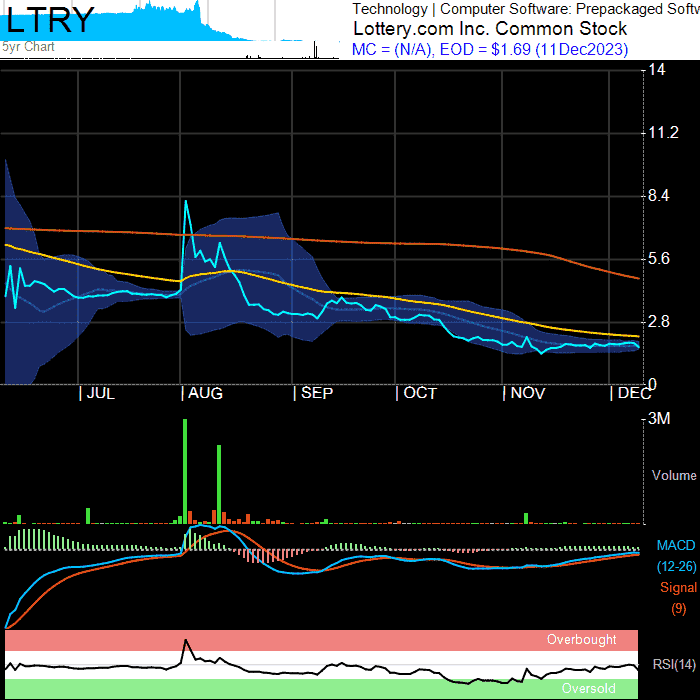 LTRY
5yr Chart
Technology | Computer Software: Prepackaged Softw
Lottery.com Inc. Common Stock
MC = (N/A), EOD = $1.69 (11Dec2023)
14
11.2
8.4
5.6
2.8
0
| JUL | AUG | SEP | OCT | NOV | DEC
3M
Volume
MACD
(12-26)
Signal
(9)
Overbought
RSI(14)
Oversold